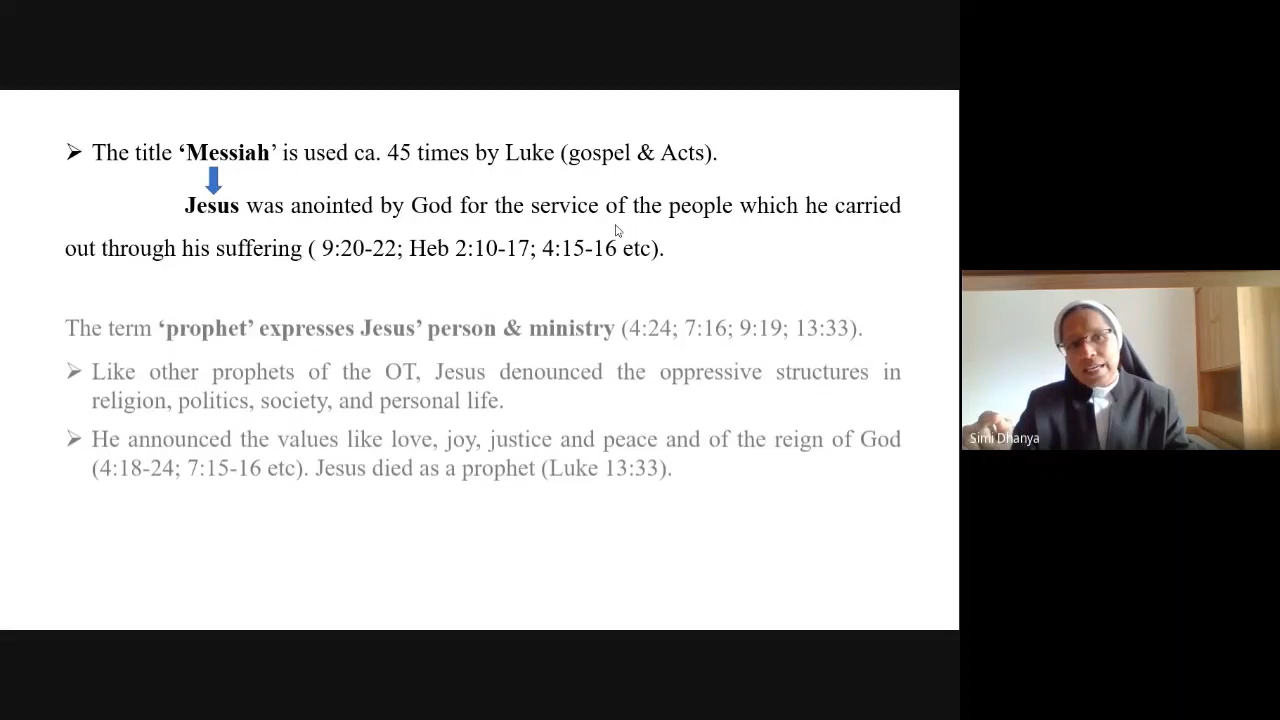 ➢ The title ‘Messiah’ is used ca. 45 times by Luke (gospel & Acts).
Jesus was anointed by God for the service of the people which he carried
out through his suffering ( 9:20-22; Heb 2:10-17; 4:15-16 etc).
The term ‘prophet’ expresses Jesus’ person & ministry (4:24; 7:16; 9:19; 13:33).
➢ Like other prophets of the OT, Jesus denounced the oppressive structures in
religion, politics, society, and personal life.
➢ He announced the values like love, joy, justice and peace and of the reign of God
(4:18-24; 7:15-16 etc). Jesus died as a prophet (Luke 13:33).
Simi Dhanya